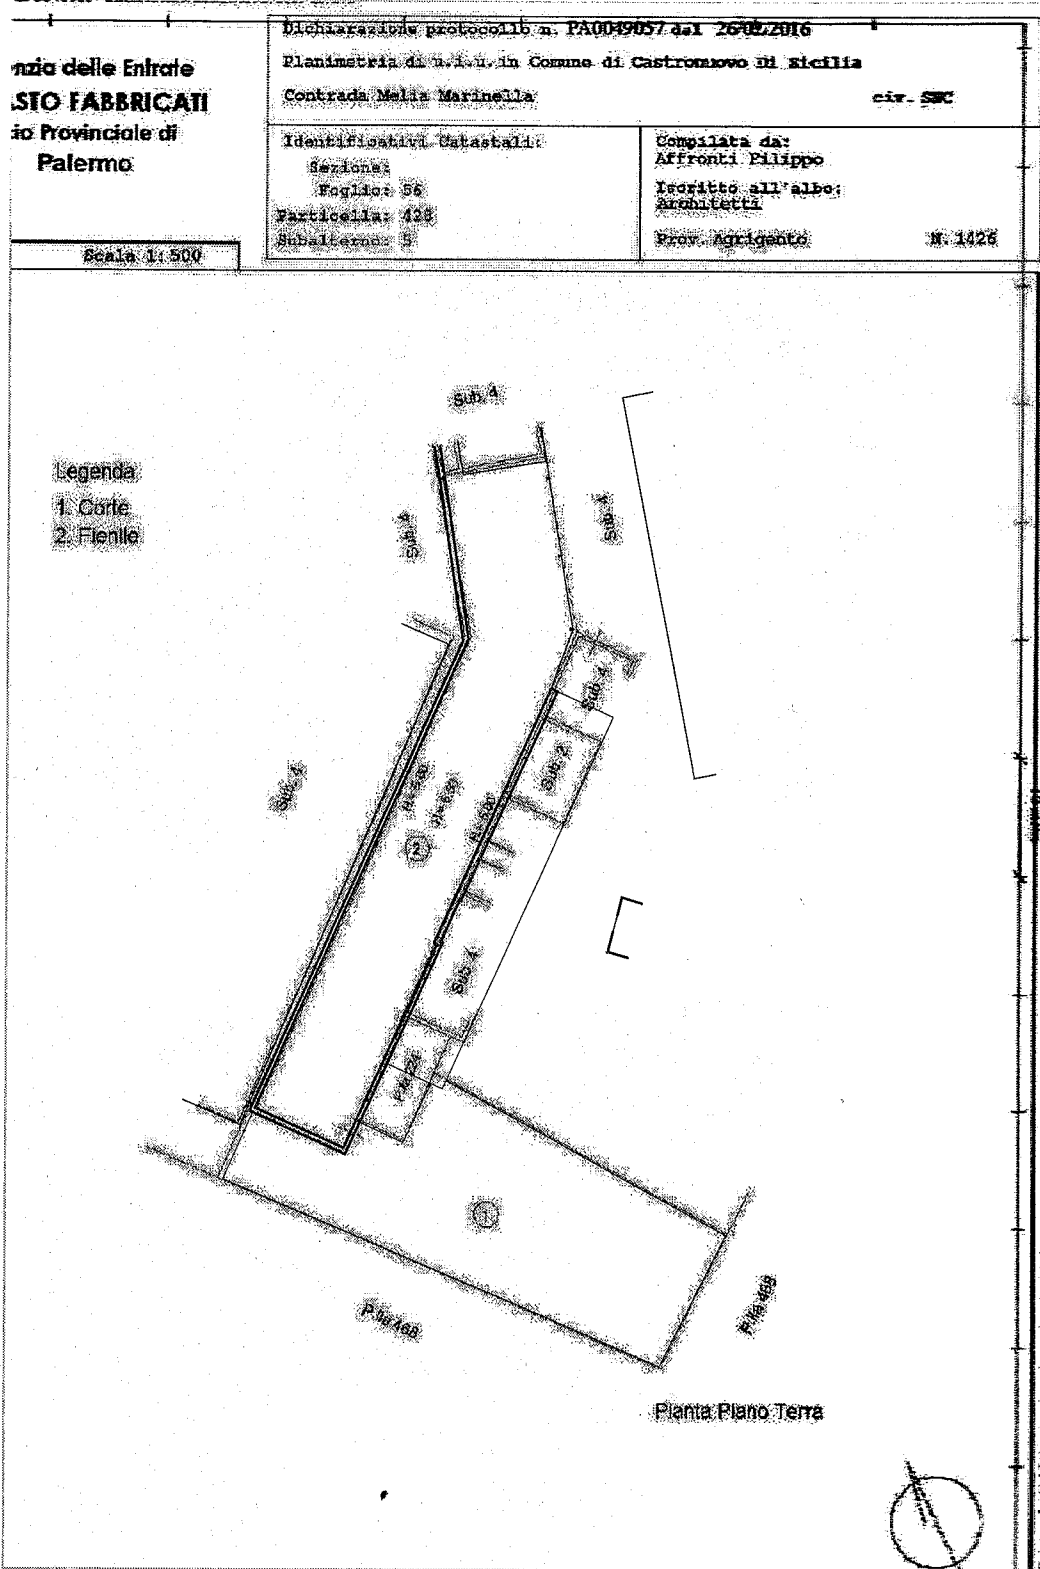 Dichiarazione protocollo n. PA0049057 del 26/02/2016
Planimetria di u.i.u. in Comune di Castronuovo Di Sicilia
Contrada Melia Marinella civ. SNC
nzia delle Entrate
STO FABBRICATI
io Provinciale di
Palermo
Identificativi Catastali:
Sezione:
Foglio: 56
Particella: 428
Subalterno: 5
Compilata da:
Affronti Filippo
Iscritto all'albo:
Architetti
Prov. Agrigento N. 1426
Scala 1: 500
Sub. 4
Legenda
1. Corte
2. Fienile
Sub. 4
Sub. 4
Sub. 4
Sub. 2
Sub. 4
2
Sub. 4
1
P.lla 468
P.lla 469
Pianta Piano Terra